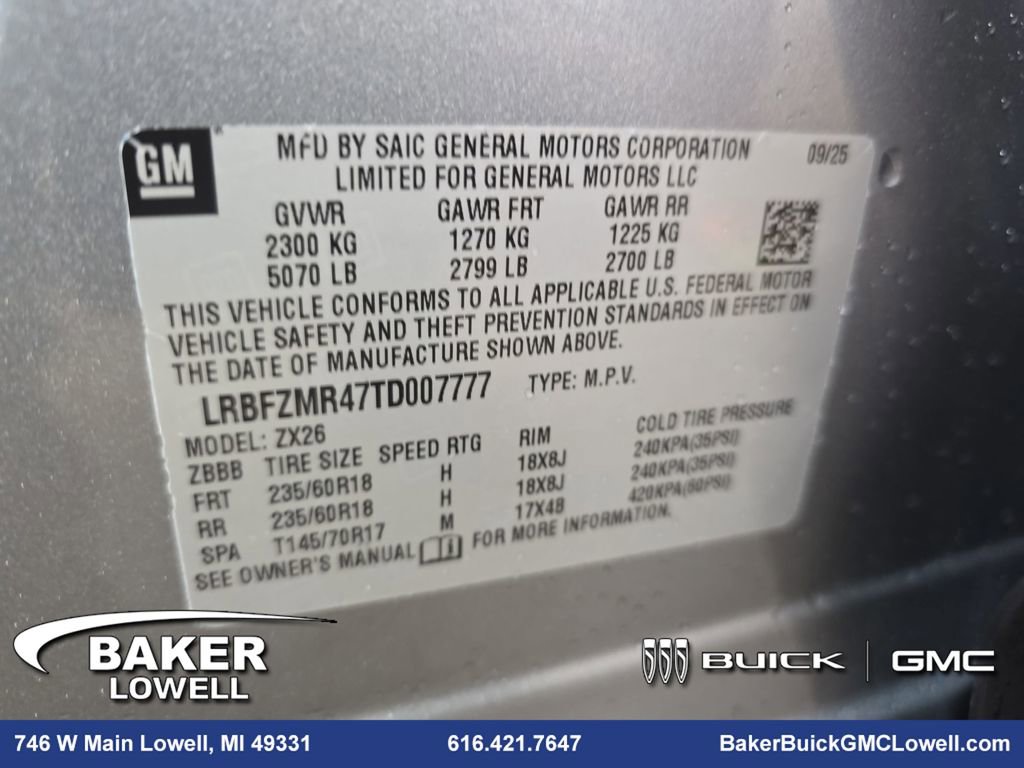 GM
MFD BY SAIC GENERAL MOTORS CORPORATION 09/25
LIMITED FOR GENERAL MOTORS LLC
GVWR GAWR FRT GAWR RR
2300 KG 1270 KG 1225 KG
5070 LB 2799 LB 2700 LB
THIS VEHICLE CONFORMS TO ALL APPLICABLE U.S. FEDERAL MOTOR
VEHICLE SAFETY AND THEFT PREVENTION STANDARDS IN EFFECT ON
THE DATE OF MANUFACTURE SHOWN ABOVE.
LRBFZMR47TD007777 TYPE: M.P.V.
MODEL: ZX26
ZBBB TIRE SIZE SPEED RTG RIM COLD TIRE PRESSURE
FRT 235/60R18 H 18X8J 240KPA(35PSI)
RR 235/60R18 H 18X8J 240KPA(35PSI)
SPA T145/70R17 M 17X4B 420KPA(60PSI)
SEE OWNER'S MANUAL FOR MORE INFORMATION.
BAKER
LOWELL
BUICK GMC
746 W Main Lowell, MI 49331 616.421.7647 BakerBuickGMCLowell.com